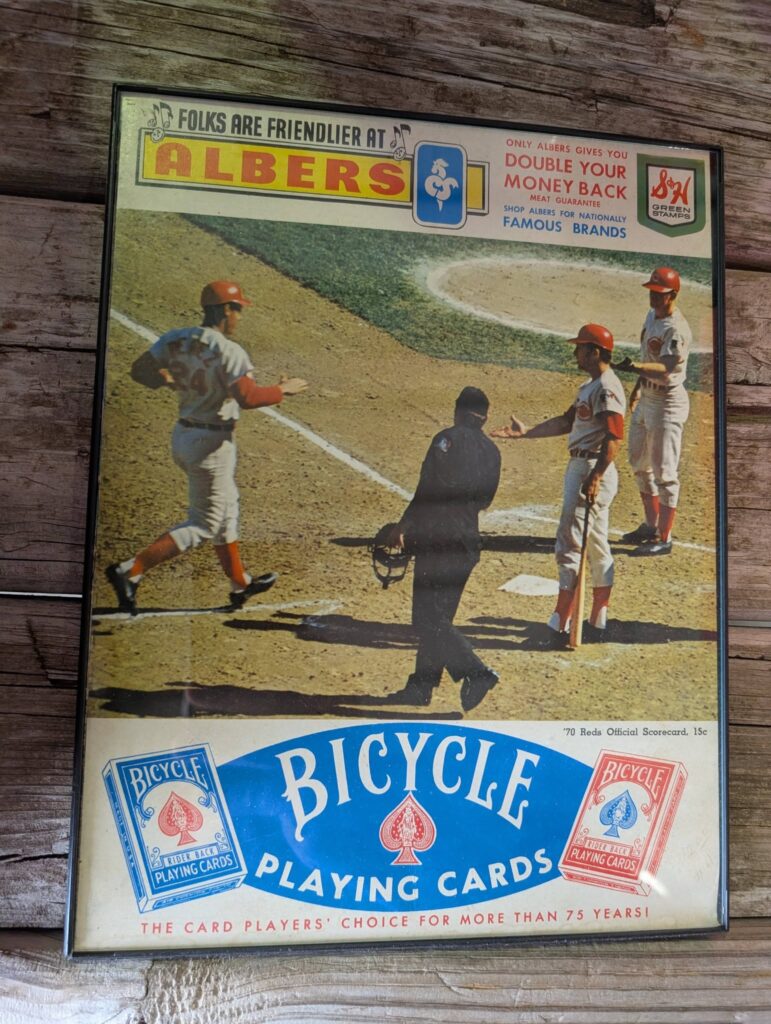 FOLKS ARE FRIENDLIER AT
ALBERS
ONLY ALBERS GIVES YOU
DOUBLE YOUR
MONEY BACK
MEAT GUARANTEE
SHOP ALBERS FOR NATIONALLY
FAMOUS BRANDS
S&H
GREEN
STAMPS
24
'70 Reds Official Scorecard, 15c
BICYCLE
PLAYING CARDS
BICYCLE
RIDER BACK
PLAYING CARDS
BICYCLE
RIDER BACK
PLAYING CARDS
THE CARD PLAYERS' CHOICE FOR MORE THAN 75 YEARS!